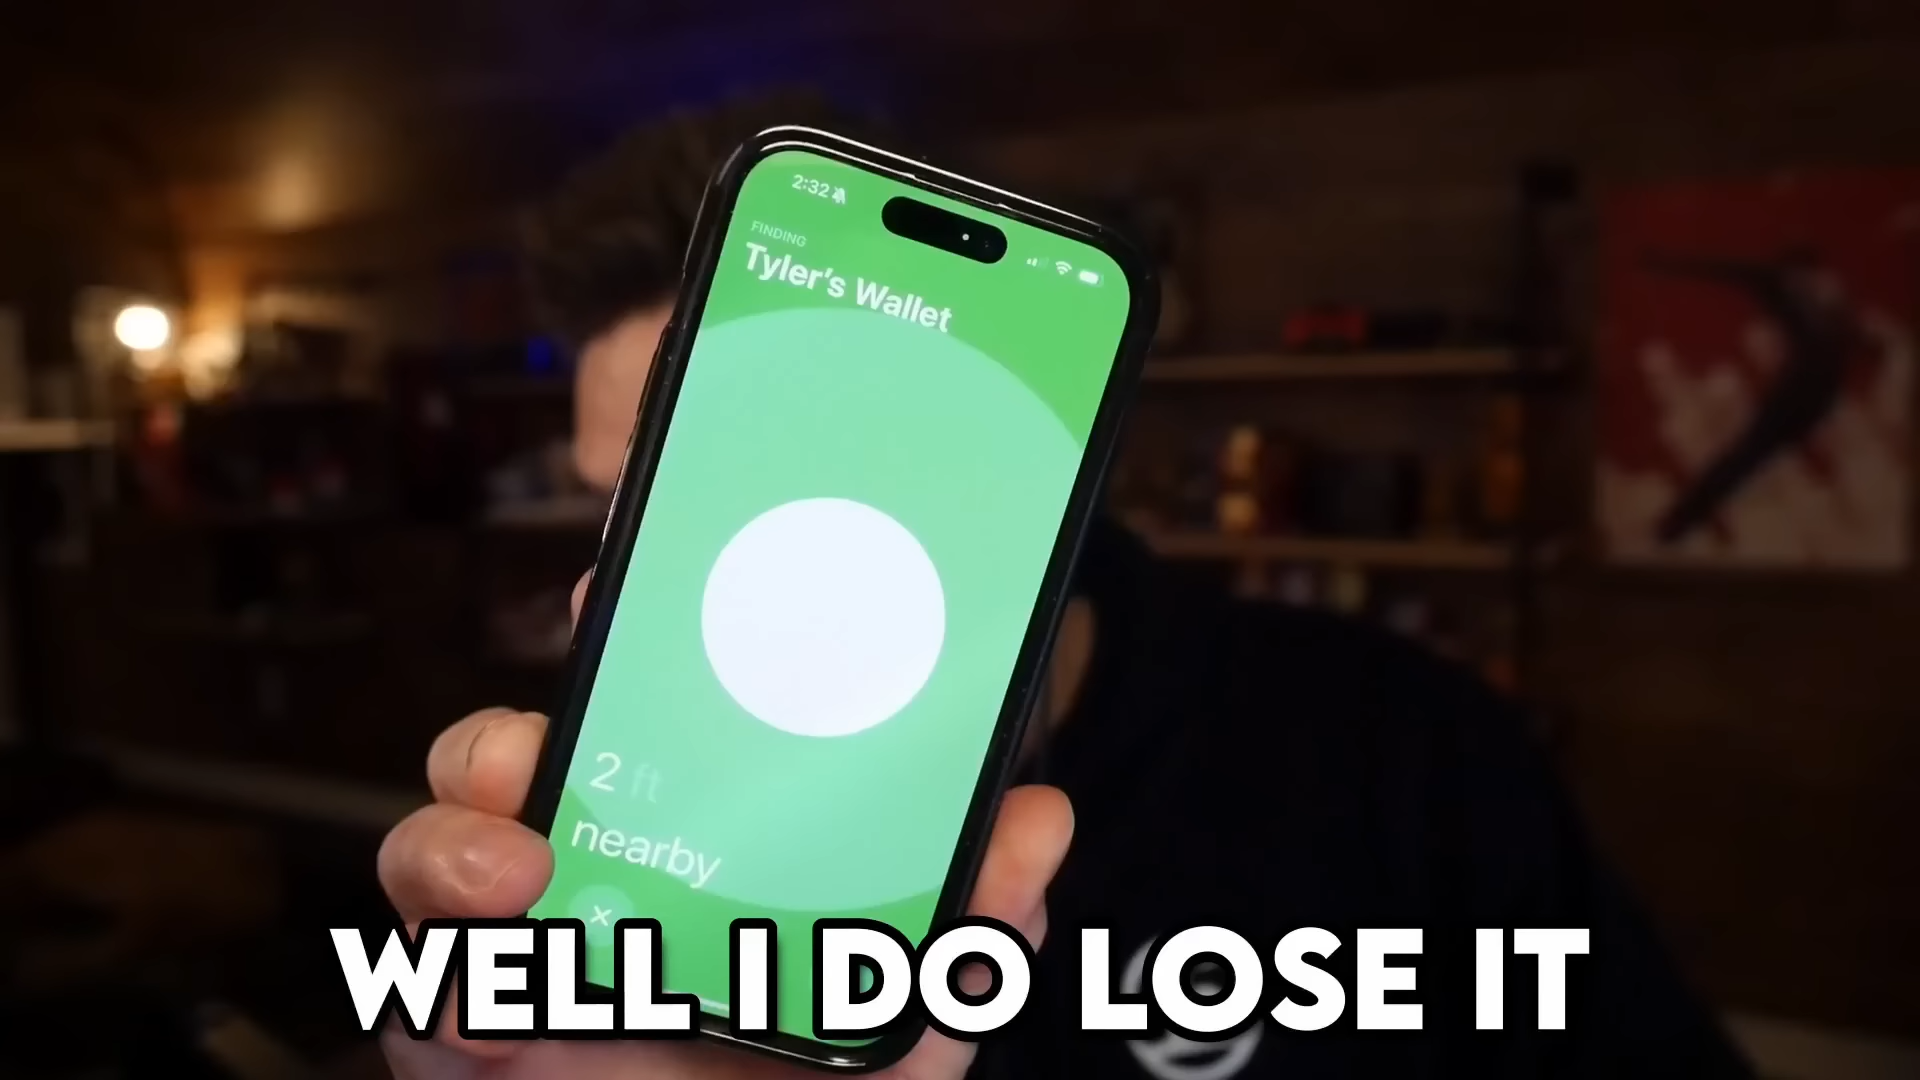 2:32
FINDING
Tyler's Wallet
2 ft
nearby
WELL I DO LOSE IT